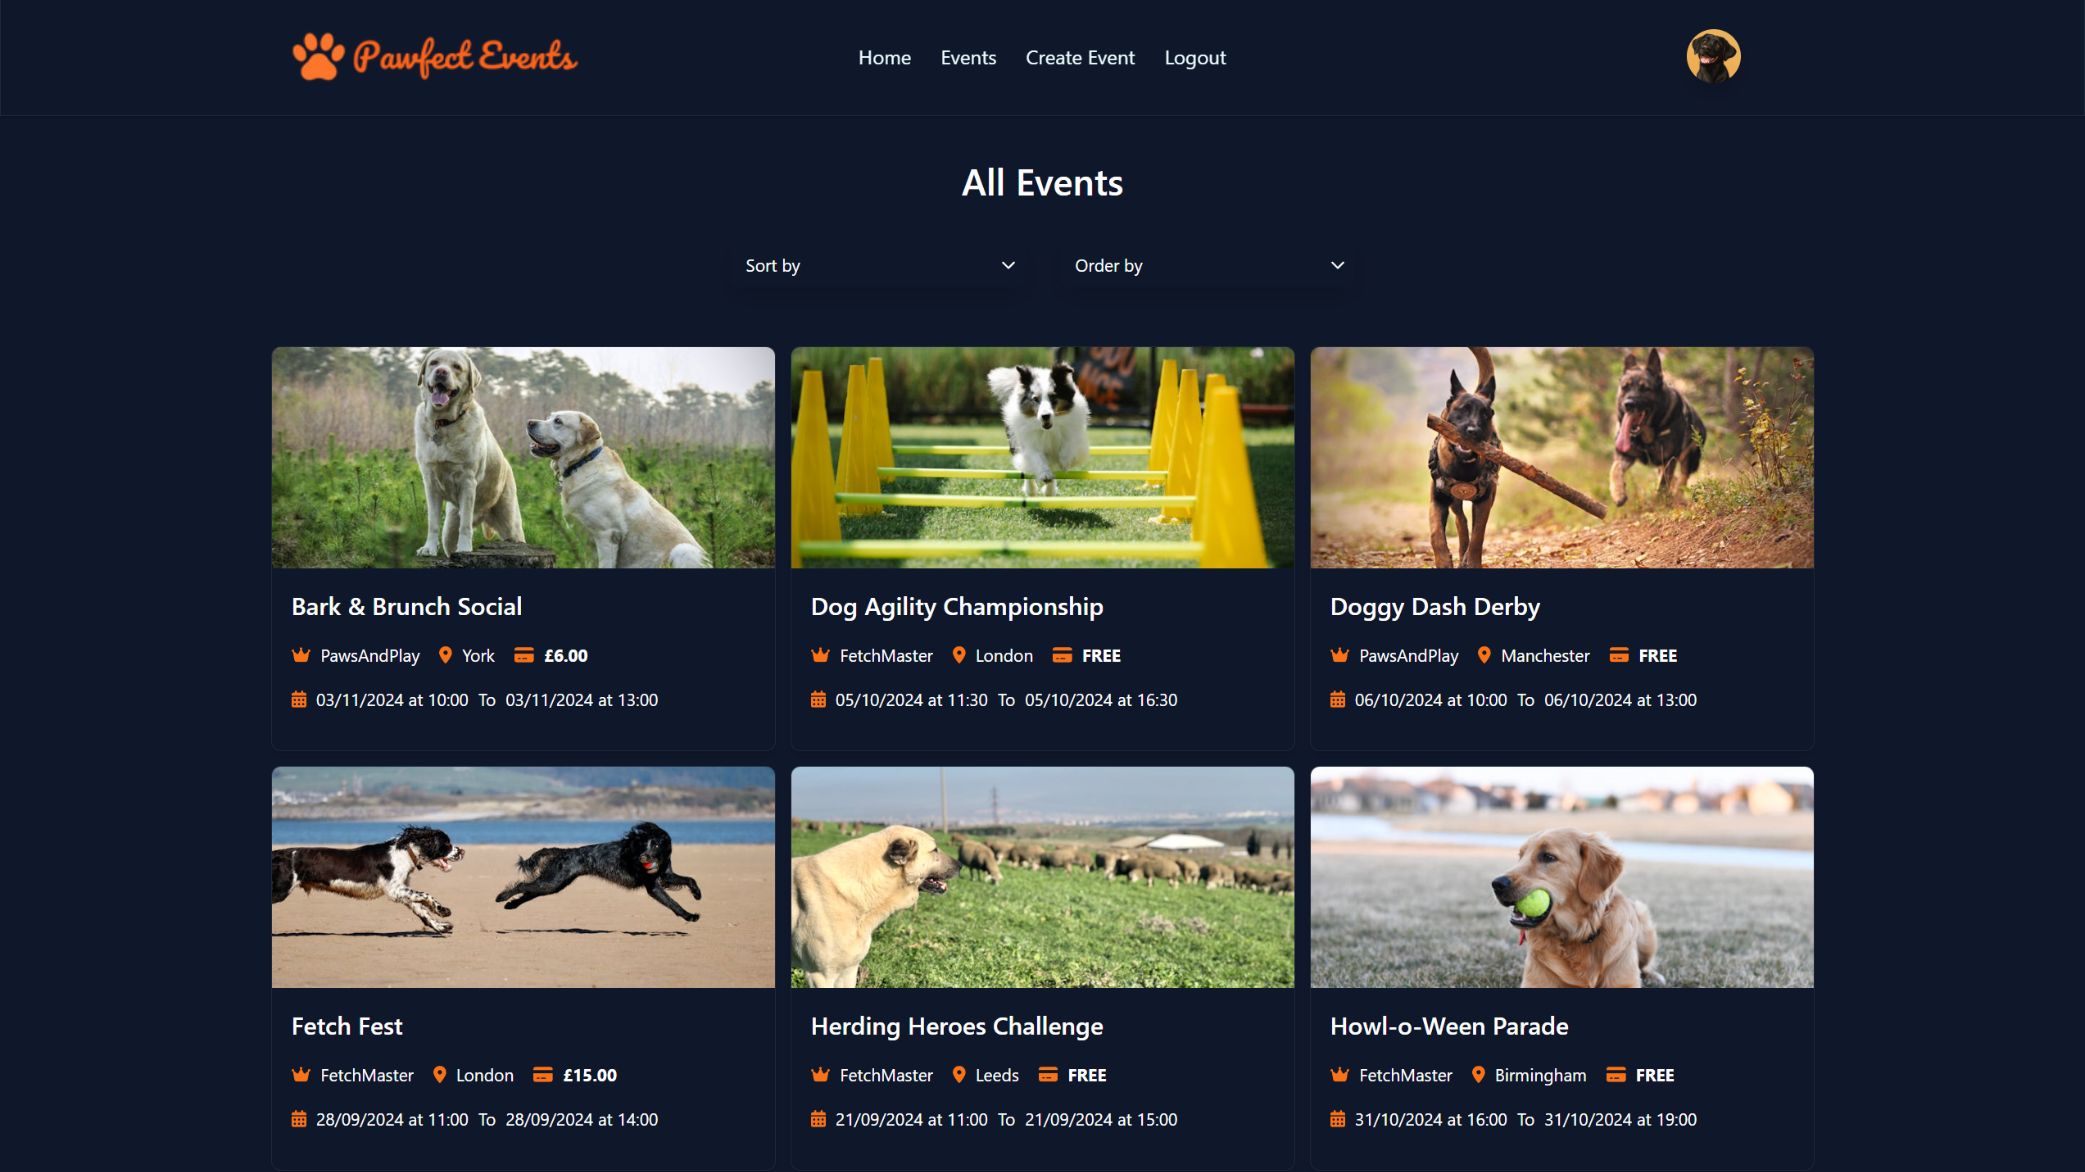 Pawfect Events
Home Events Create Event Logout
All Events
Sort by Order by
Bark & Brunch Social
PawsAndPlay York £6.00
03/11/2024 at 10:00 To 03/11/2024 at 13:00
Dog Agility Championship
FetchMaster London FREE
05/10/2024 at 11:30 To 05/10/2024 at 16:30
Doggy Dash Derby
PawsAndPlay Manchester FREE
06/10/2024 at 10:00 To 06/10/2024 at 13:00
Fetch Fest
FetchMaster London £15.00
28/09/2024 at 11:00 To 28/09/2024 at 14:00
Herding Heroes Challenge
FetchMaster Leeds FREE
21/09/2024 at 11:00 To 21/09/2024 at 15:00
Howl-o-Ween Parade
FetchMaster Birmingham FREE
31/10/2024 at 16:00 To 31/10/2024 at 19:00